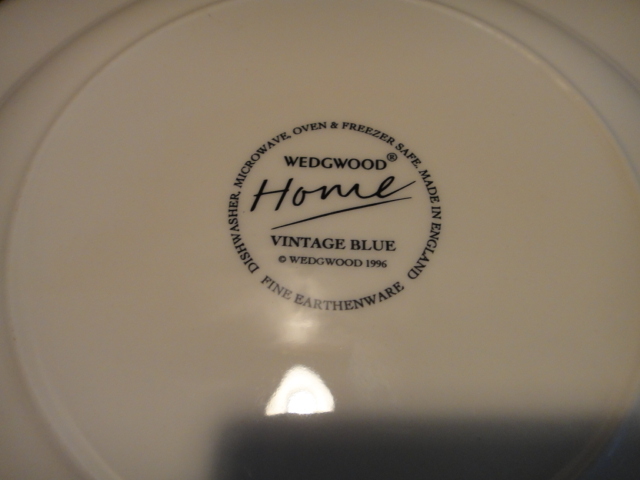 WEDGWOOD®
Home
VINTAGE BLUE
© WEDGWOOD 1996
DISHWASHER, MICROWAVE, OVEN & FREEZER SAFE. MADE IN ENGLAND
FINE EARTHENWARE